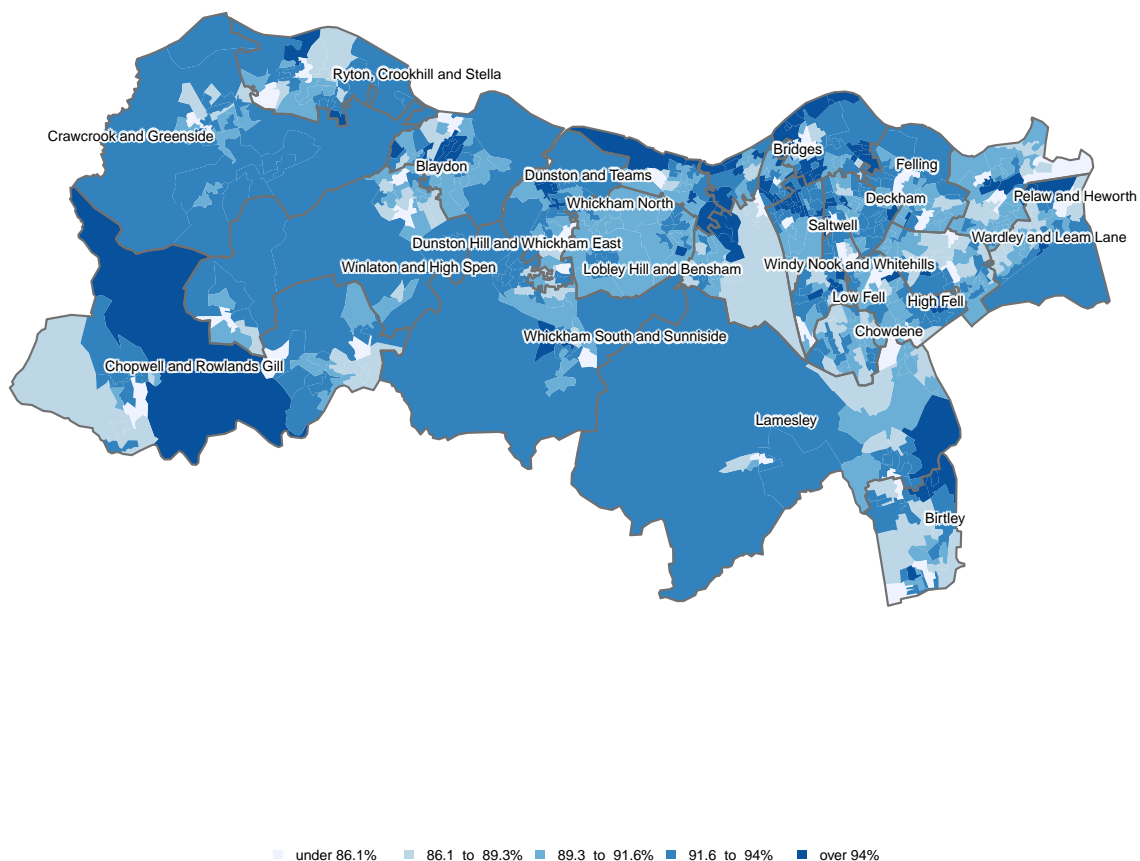 Ryton, Crookhill and Stella
Crawcrook and Greenside
Bridges
Blaydon
Felling
Dunston and Teams
Pelaw and Heworth
Deckham
Whickham North
Saltwell
Wardley and Leam Lane
Dunston Hill and Whickham East
Windy Nook and Whitehills
Winlaton and High Spen
Lobley Hill and Bensham
Low Fell
High Fell
Chowdene
Whickham South and Sunniside
Chopwell and Rowlands Gill
Lamesley
Birtley
under 86.1% 86.1 to 89.3% 89.3 to 91.6% 91.6 to 94% over 94%